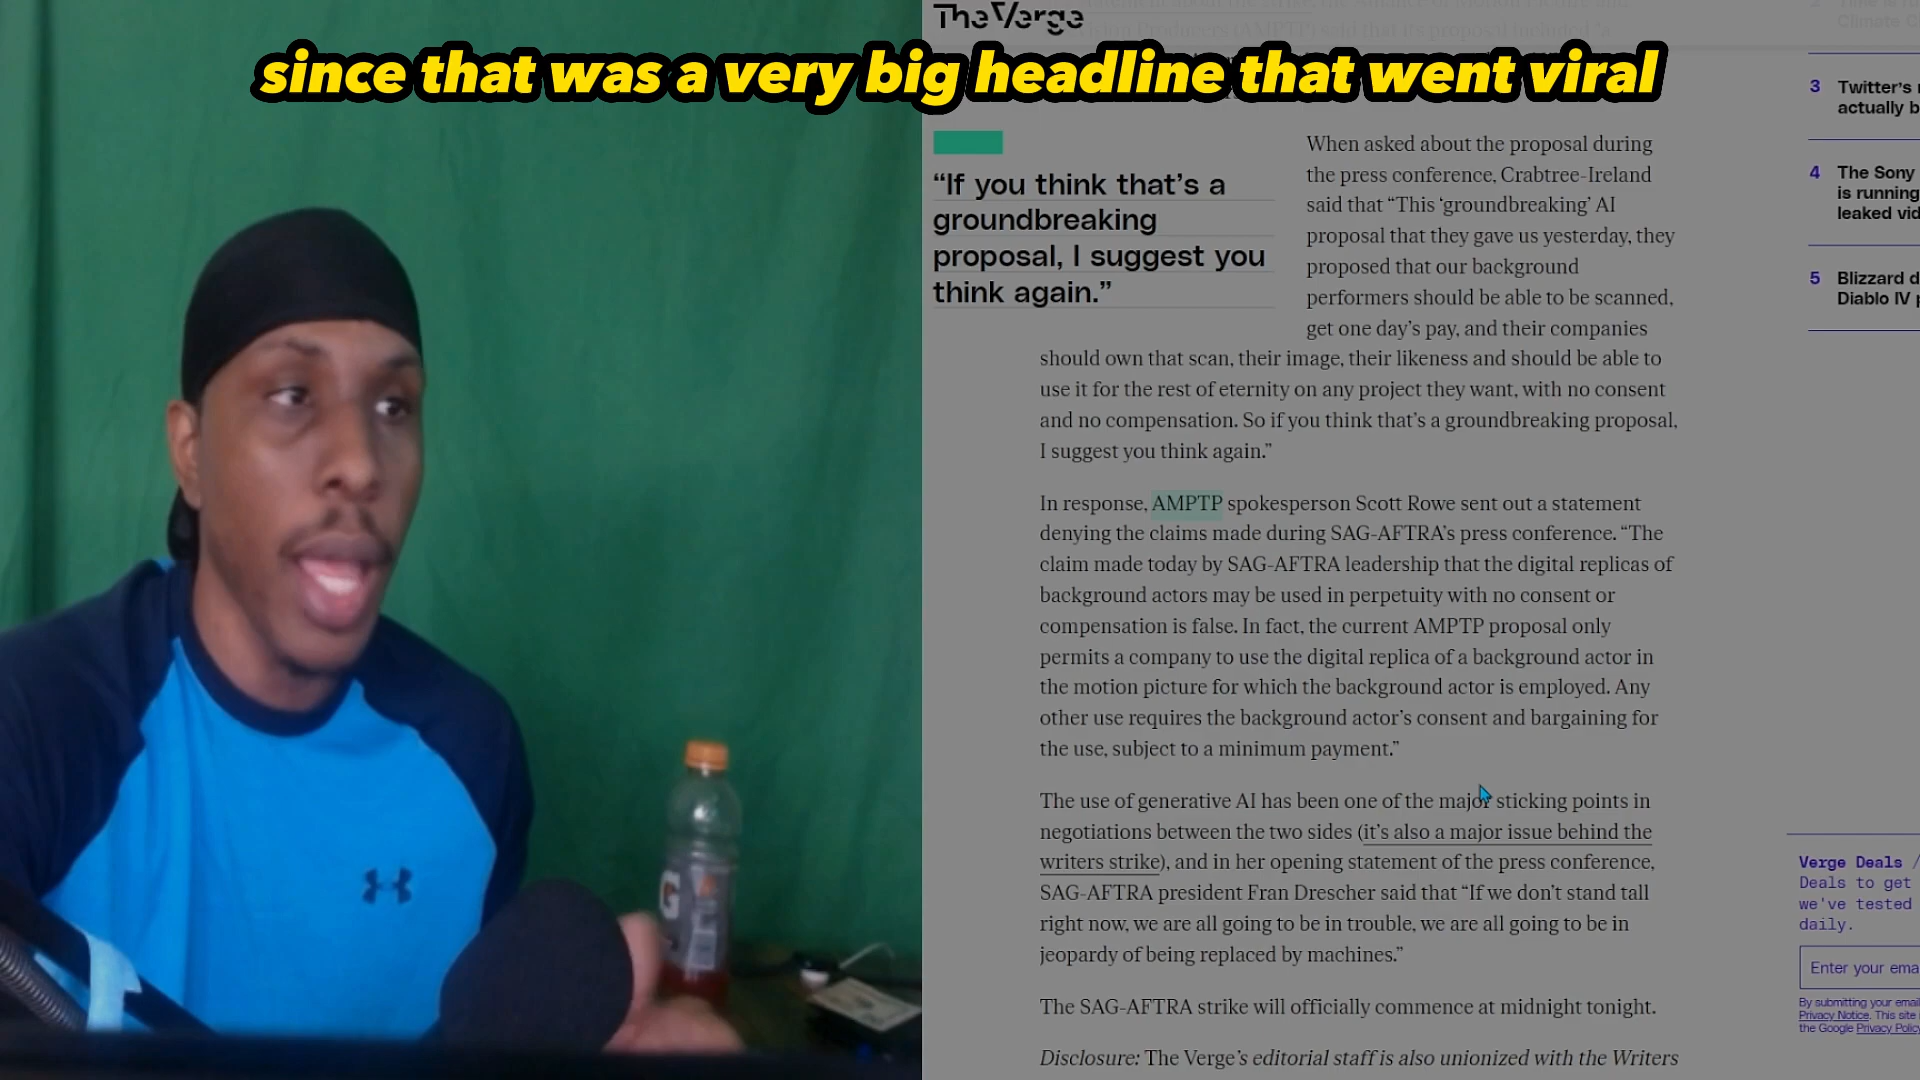 The Verge
since that was a very big headline that went viral
“If you think that’s a
groundbreaking
proposal, I suggest you
think again.”
When asked about the proposal during
the press conference, Crabtree-Ireland
said that “This ‘groundbreaking’ AI
proposal that they gave us yesterday, they
proposed that our background
performers should be able to be scanned,
get one day’s pay, and their companies
should own that scan, their image, their likeness and should be able to
use it for the rest of eternity on any project they want, with no consent
and no compensation. So if you think that’s a groundbreaking proposal,
I suggest you think again.”
In response, AMPTP spokesperson Scott Rowe sent out a statement
denying the claims made during SAG-AFTRA’s press conference. “The
claim made today by SAG-AFTRA leadership that the digital replicas of
background actors may be used in perpetuity with no consent or
compensation is false. In fact, the current AMPTP proposal only
permits a company to use the digital replica of a background actor in
the motion picture for which the background actor is employed. Any
other use requires the background actor’s consent and bargaining for
the use, subject to a minimum payment.”
The use of generative AI has been one of the major sticking points in
negotiations between the two sides (it’s also a major issue behind the
writers strike), and in her opening statement of the press conference,
SAG-AFTRA president Fran Drescher said that “If we don’t stand tall
right now, we are all going to be in trouble, we are all going to be in
jeopardy of being replaced by machines.”
The SAG-AFTRA strike will officially commence at midnight tonight.
Disclosure: The Verge’s editorial staff is also unionized with the Writers
3 Twitter’s
actually b
4 The Sony
is running
leaked vid
5 Blizzard d
Diablo IV
Verge Deals /
Deals to get
we've tested
daily.
Enter your ema
By submitting your email
Privacy Notice. This site
the Google Privacy Policy
G